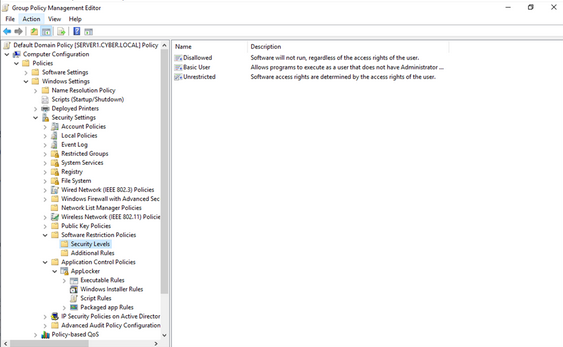 Group Policy Management Editor
File Action View Help
Default Domain Policy [SERVER1.CYBER.LOCAL] Policy
Computer Configuration
Policies
Software Settings
Windows Settings
Name Resolution Policy
Scripts (Startup/Shutdown)
Deployed Printers
Security Settings
Account Policies
Local Policies
Event Log
Restricted Groups
System Services
Registry
File System
Wired Network (IEEE 802.3) Policies
Windows Firewall with Advanced Sec
Network List Manager Policies
Wireless Network (IEEE 802.11) Policie
Public Key Policies
Software Restriction Policies
Security Levels
Additional Rules
Application Control Policies
AppLocker
Executable Rules
Windows Installer Rules
Script Rules
Packaged app Rules
IP Security Policies on Active Director
Advanced Audit Policy Configuration
Policy-based QoS
Name Description
Disallowed Software will not run, regardless of the access rights of the user.
Basic User Allows programs to execute as a user that does not have Administrator ...
Unrestricted Software access rights are determined by the access rights of the user.